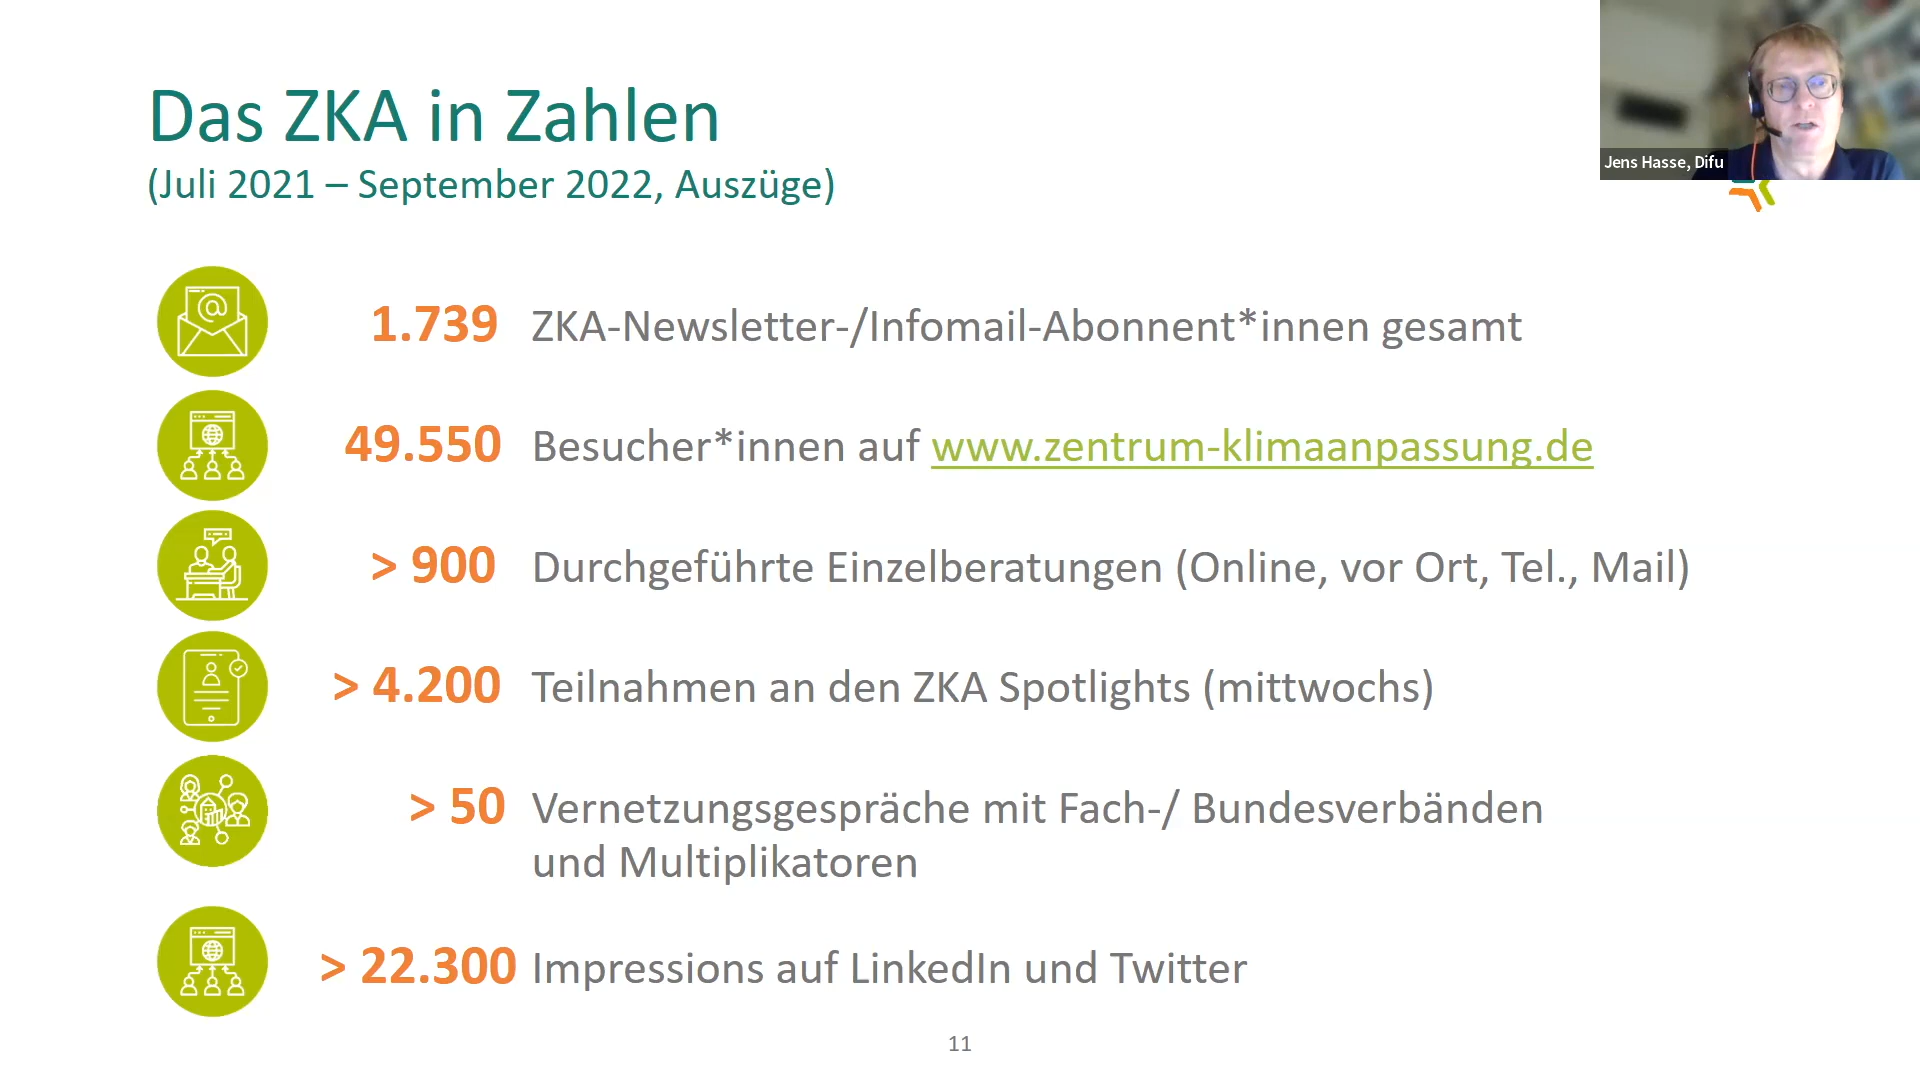 Das ZKA in Zahlen
(Juli 2021 – September 2022, Auszüge)
Jens Hasse, Difu
1.739 ZKA-Newsletter-/Infomail-Abonnent*innen gesamt
49.550 Besucher*innen auf www.zentrum-klimaanpassung.de
> 900 Durchgeführte Einzelberatungen (Online, vor Ort, Tel., Mail)
> 4.200 Teilnahmen an den ZKA Spotlights (mittwochs)
> 50 Vernetzungsgespräche mit Fach-/ Bundesverbänden
und Multiplikatoren
> 22.300 Impressions auf LinkedIn und Twitter
11